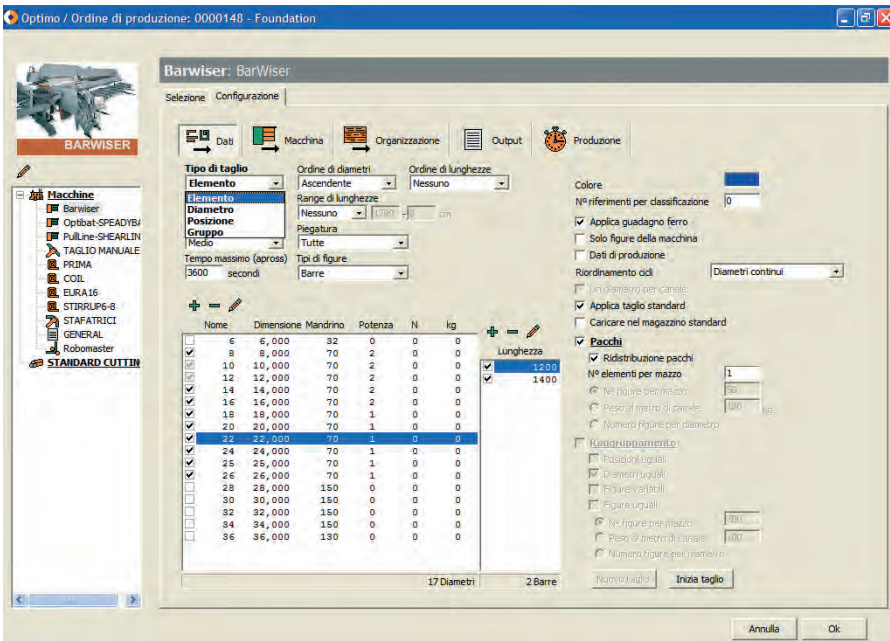 Optimo / Ordine di produzione: 0000148 - Foundation
BARWISER
Macchine
Barwiser
Optibat-SPEADYBA
PullLine-SHEARLIN
TAGLIO MANUALE
PRIMA
COIL
EURA16
STIRRUP6-8
STAFATRICI
GENERAL
Robomaster
STANDARD CUTTIN
Barwiser: BarWiser
Selezione Configurazione
Dati Macchina Organizzazione Output Produzione
Tipo di taglio Ordine di diametri Ordine di lunghezze
Elemento Ascendente Nessuno
Elemento Range di lunghezze
Diametro Nessuno 1200 - 0 cm
Posizione Piegatura
Gruppo
Medio Tutte
Tempo massimo (apross) Tipi di figure
3600 secondi Barre
Nome Dimensione Mandrino Potenza N kg
6 6,000 32 0 0 0
8 8,000 70 2 0 0
10 10,000 70 2 0 0
12 12,000 70 2 0 0
14 14,000 70 2 0 0
16 16,000 70 2 0 0
18 18,000 70 1 0 0
20 20,000 70 1 0 0
22 22,000 70 1 0 0
24 24,000 70 1 0 0
25 25,000 70 1 0 0
26 26,000 70 1 0 0
28 28,000 150 0 0 0
30 30,000 150 0 0 0
32 32,000 150 0 0 0
34 34,000 150 0 0 0
36 36,000 130 0 0 0
17 Diametri
Lunghezza
1200
1400
2 Barre
Colore
Nº riferimenti per classificazione 0
Applica guadagno ferro
Solo figure della macchina
Dati di produzione
Riordinamento cicli Diametri continui
Un diametro per canale
Applica taglio standard
Caricare nel magazzino standard
Pacchi
Ridistribuzione pacchi
Nº elementi per mazzo 1
Nº figure per mazzo 50
Peso al metro di canale 100 kg
Numero figure per diametro
Raggruppamento
Posizioni uguali
Diametri uguali
Figure variabili
Figure uguali
Nº figure per mazzo
Peso al metro di canale 100
Numero figure per diametro
Nuovo taglio Inizia taglio
Annulla Ok